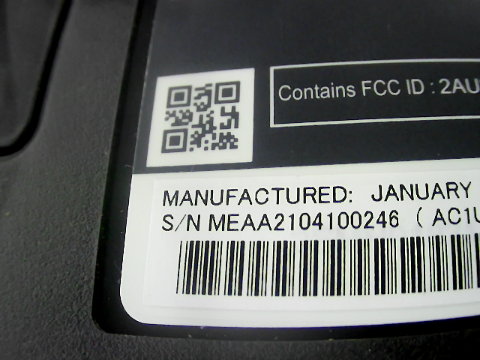 Contains FCC ID : 2AU
MANUFACTURED: JANUARY
S/N MEAA2104100246 ( AC1U